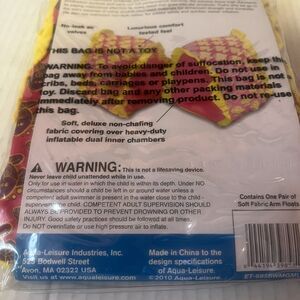 No-leak air
valves
Luxurious comfort
tested feel
THIS BAG IS NOT A TOY
WARNING: To avoid danger of suffocation, keep this
bag away from babies and children. Do not use in
cribs, beds, carriages or playpens. This bag is not a
toy. Discard bag and any other packing materials
immediately after removing product. Do not re-use
this bag.
Soft, deluxe non-chafing
fabric covering over heavy-duty
inflatable dual inner chambers
WARNING: This is not a lifesaving device.
Never leave child unattended while in use.
Only for use in water in which the child is within its depth. Under NO
circumstances should a child be left in or around water unless a
competent adult swimmer is present in the water close enough to
supervise the child. COMPETENT ADULT SUPERVISION SHOULD
ALWAYS BE PROVIDED TO PREVENT DROWNING OR OTHER
INJURIES. Good safety practices should be followed at all times
Do NOT overinflate or use high pressure air to inflate.
Contains One Pair of
Soft Fabric Arm Floats
Aqua-Leisure Industries, Inc.
525 Bodwell Street
Avon, MA 02322 USA
Visit us at www.aqualeisure.com
Made in China to the
design specifications
of Aqua-Leisure.
©2010 Aqua-Leisure